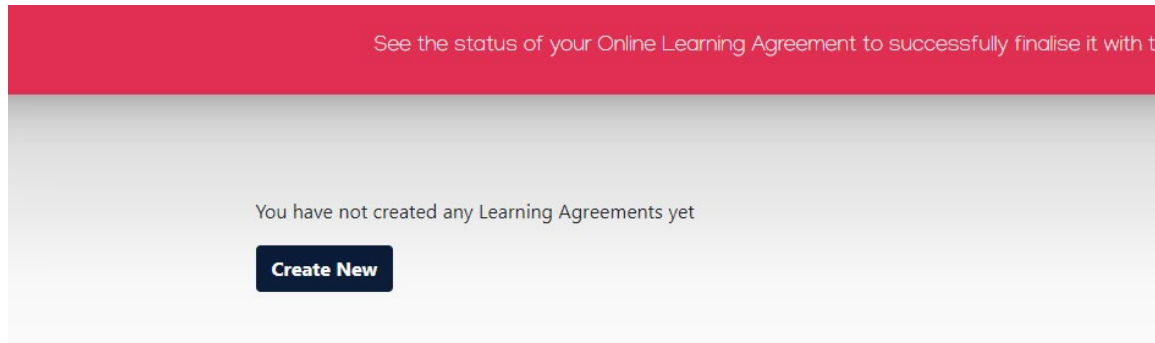 See the status of your Online Learning Agreement to successfully finalise it with
You have not created any Learning Agreements yet
Create New